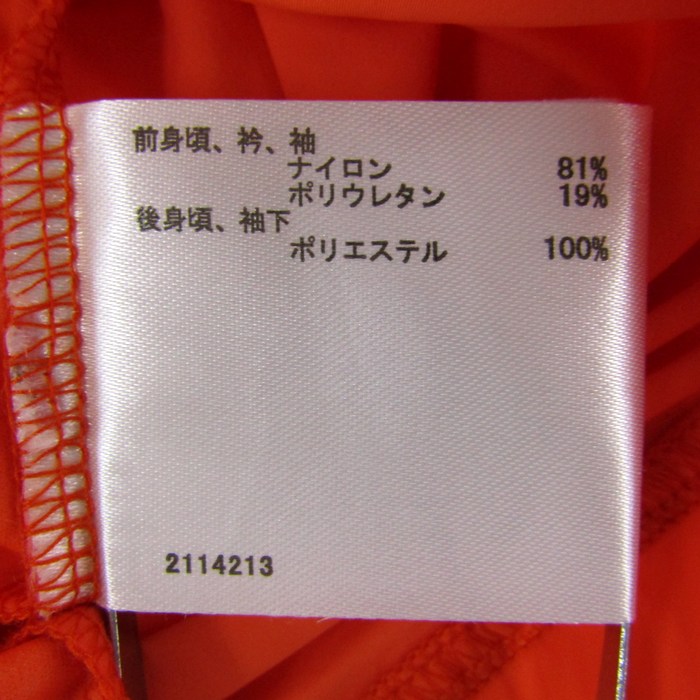 前身頃、衿、袖
ナイロン 81%
ポリウレタン 19%
後身頃、袖下
ポリエステル 100%
2114213